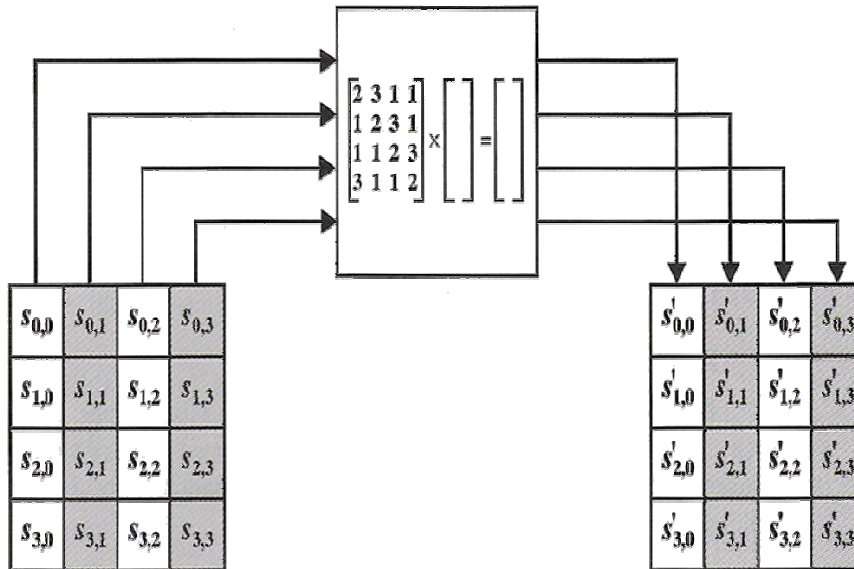 2 3 1 1
1 2 3 1
1 1 2 3
3 1 1 2
× =
s0,0 s0,1 s0,2 s0,3
s1,0 s1,1 s1,2 s1,3
s2,0 s2,1 s2,2 s2,3
s3,0 s3,1 s3,2 s3,3
s'0,0 s'0,1 s'0,2 s'0,3
s'1,0 s'1,1 s'1,2 s'1,3
s'2,0 s'2,1 s'2,2 s'2,3
s'3,0 s'3,1 s'3,2 s'3,3